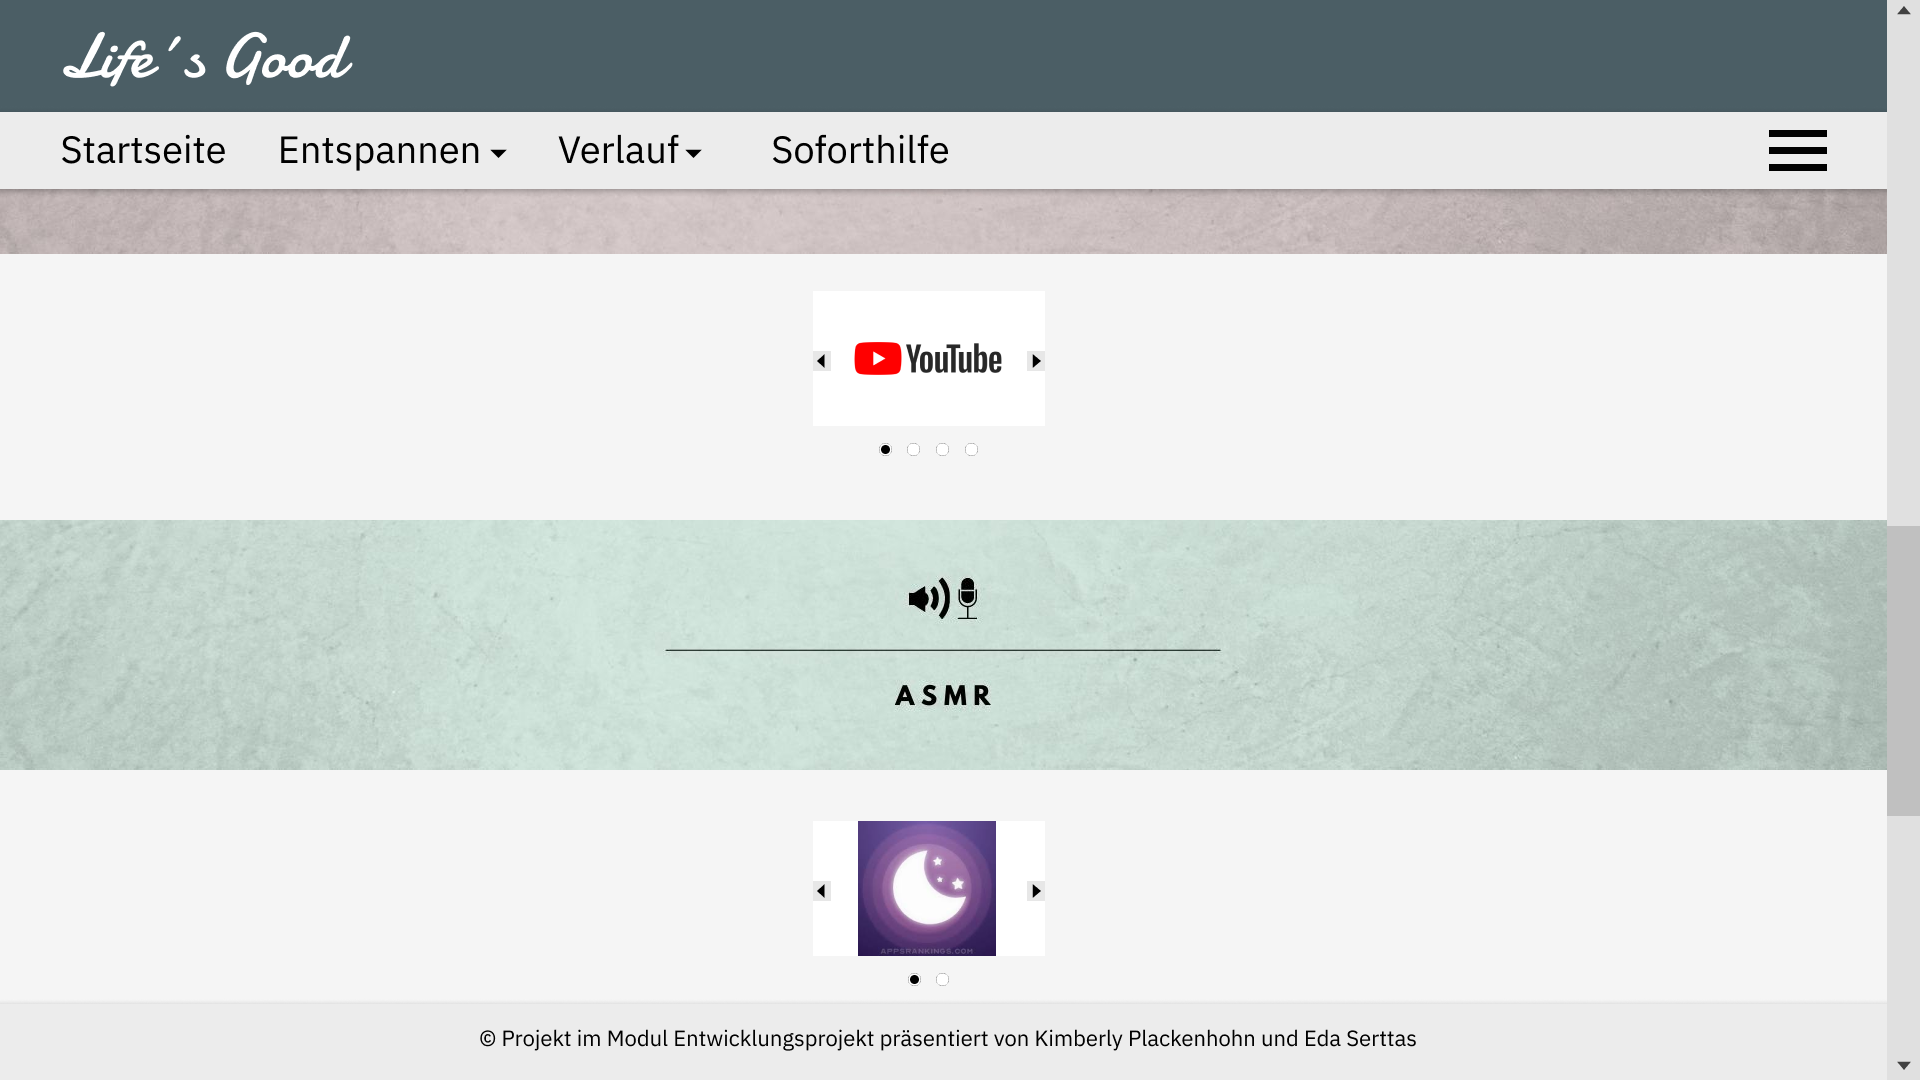 Life´s Good
Startseite Entspannen Verlauf Soforthilfe
YouTube
ASMR
APPSRANKINGS.COM
© Projekt im Modul Entwicklungsprojekt präsentiert von Kimberly Plackenhohn und Eda Serttas